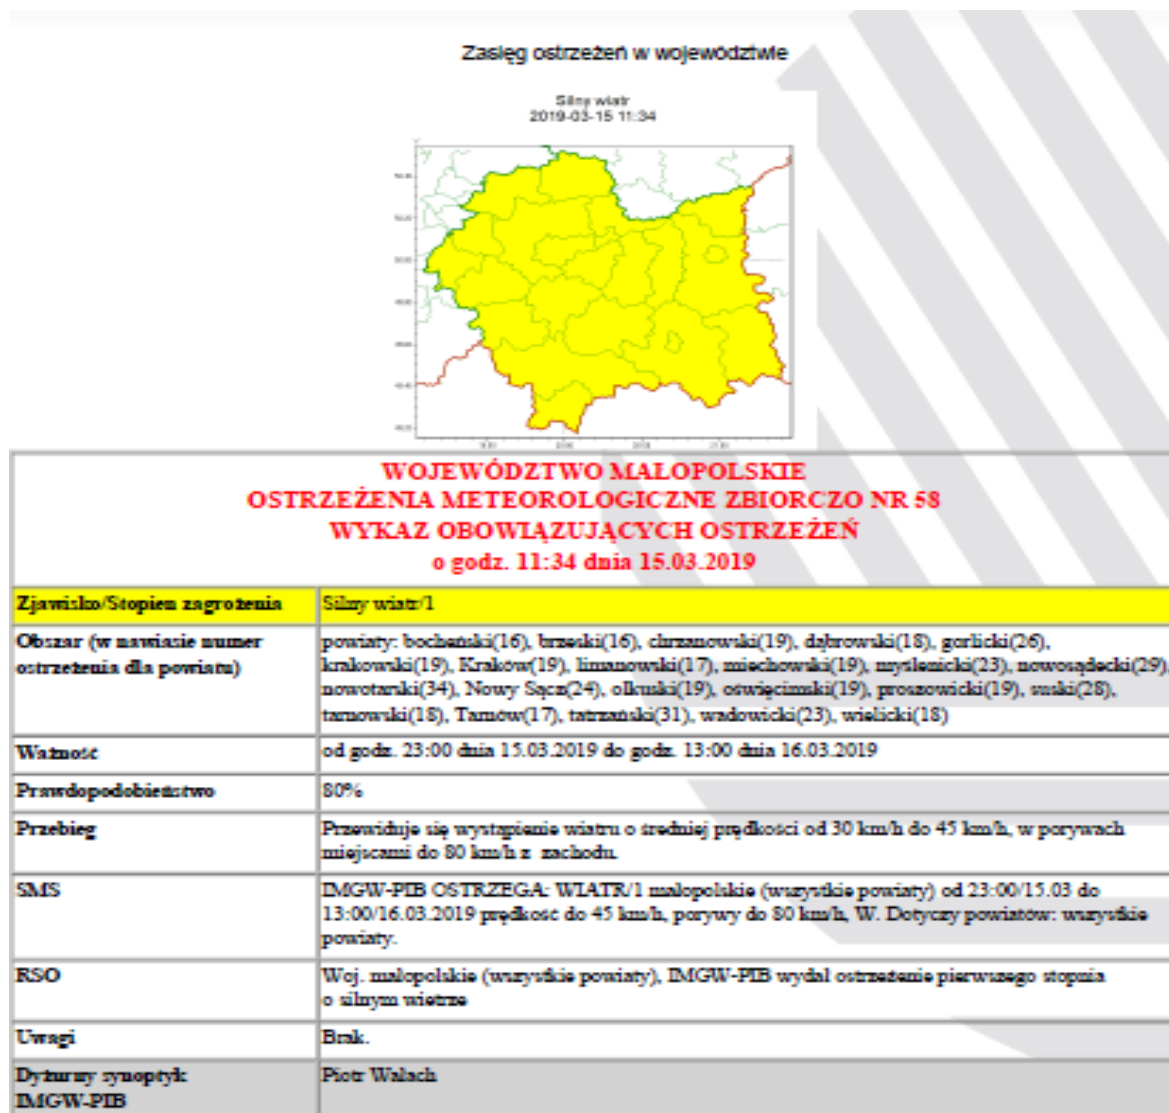 Zasięg ostrzeżeń w województwie
Silny wiatr
2019-03-15 11:34
WOJEWÓDZTWO MAŁOPOLSKIE
OSTRZEŻENIA METEOROLOGICZNE ZBIORCZO NR 58
WYKAZ OBOWIĄZUJĄCYCH OSTRZEŻEŃ
o godz. 11:34 dnia 15.03.2019
Zjawisko/Stopien zagrożenia
Silny wiatr/1
Obszar (w nawiasie numer
ostrzeżenia dla powiatu)
powiaty: bocheński(16), brzeski(16), chrzanowski(19), dąbrowski(18), gorlicki(26),
krakowski(19), Kraków(19), limanowski(17), miechowski(19), myślenicki(23), nowosądecki(29),
nowotarski(34), Nowy Sącz(24), olkuski(19), oświęcimski(19), proszowicki(19), suski(28),
tarnowski(18), Tarnów(17), tatrzański(31), wadowicki(23), wielicki(18)
Ważność
od godz. 23:00 dnia 15.03.2019 do godz. 13:00 dnia 16.03.2019
Prawdopodobieństwo
80%
Przebieg
Przewiduje się wystąpienie wiatru o średniej prędkości od 30 km/h do 45 km/h, w porywach
miejscami do 80 km/h z zachodu.
SMS
IMGW-PIB OSTRZEGA: WIATR/1 małopolskie (wszystkie powiaty) od 23:00/15.03 do
13:00/16.03.2019 prędkość do 45 km/h, porywy do 80 km/h, W. Dotyczy powiatów: wszystkie
powiaty.
RSO
Woj. małopolskie (wszystkie powiaty), IMGW-PIB wydał ostrzeżenie pierwszego stopnia
o silnym wietrze
Uwagi
Brak.
Dyżurny synoptyk
IMGW-PIB
Piotr Wałach